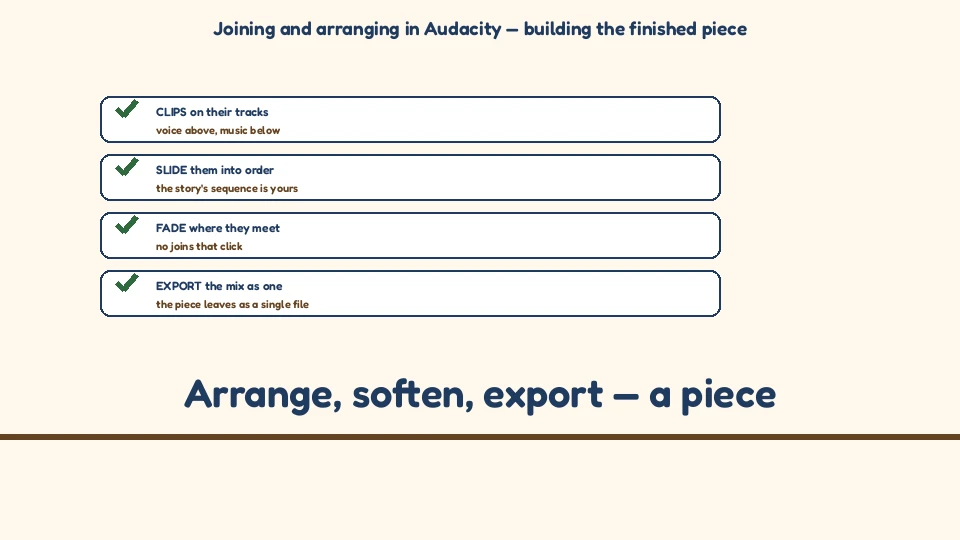 Joining and arranging in Audacity — building the finished piece
CLIPS on their tracks
voice above, music below
SLIDE them into order
the story's sequence is yours
FADE where they meet
no joins that click
EXPORT the mix as one
the piece leaves as a single file
Arrange, soften, export — a piece